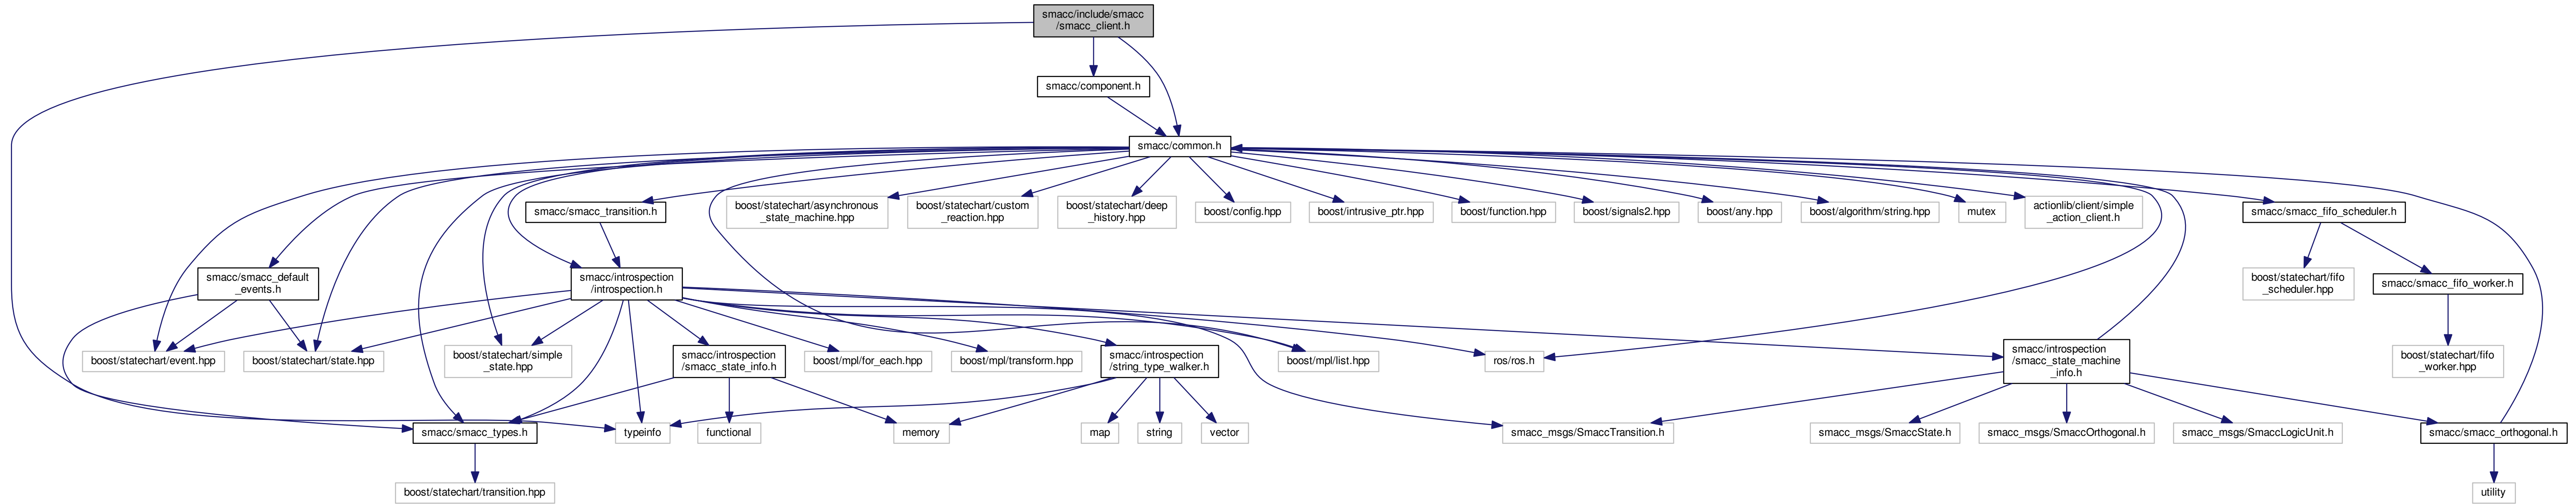 smacc/include/smacc
/smacc_client.h
smacc/component.h
smacc/common.h
smacc/smacc_transition.h
boost/statechart/asynchronous
_state_machine.hpp
boost/statechart/custom
_reaction.hpp
boost/statechart/deep
_history.hpp
boost/config.hpp
boost/intrusive_ptr.hpp
boost/function.hpp
boost/signals2.hpp
boost/any.hpp
boost/algorithm/string.hpp
mutex
actionlib/client/simple
_action_client.h
smacc/smacc_fifo_scheduler.h
smacc/smacc_default
_events.h
smacc/introspection
/introspection.h
boost/statechart/fifo
_scheduler.hpp
smacc/smacc_fifo_worker.h
boost/statechart/event.hpp
boost/statechart/state.hpp
boost/statechart/simple
_state.hpp
smacc/introspection
/smacc_state_info.h
boost/mpl/for_each.hpp
boost/mpl/transform.hpp
smacc/introspection
/string_type_walker.h
boost/mpl/list.hpp
ros/ros.h
smacc/introspection
/smacc_state_machine
_info.h
boost/statechart/fifo
_worker.hpp
smacc/smacc_types.h
typeinfo
functional
memory
map
string
vector
smacc_msgs/SmaccTransition.h
smacc_msgs/SmaccState.h
smacc_msgs/SmaccOrthogonal.h
smacc_msgs/SmaccLogicUnit.h
smacc/smacc_orthogonal.h
boost/statechart/transition.hpp
utility